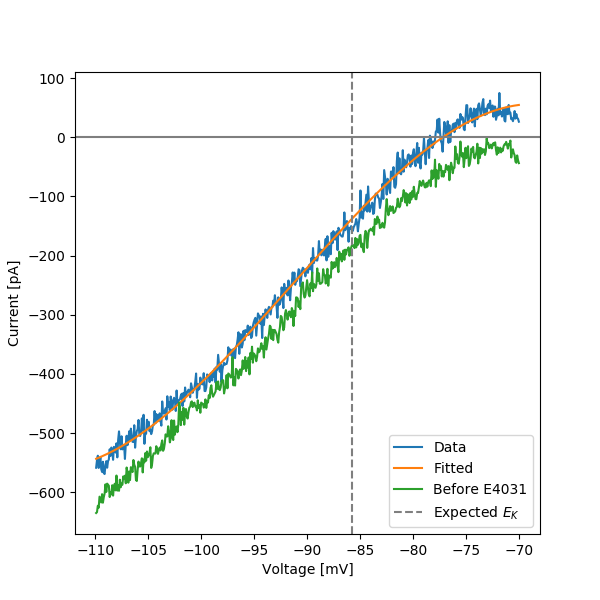 100
0
−100
−200
−300
−400
−500
−600
Current [pA]
−110 −105 −100 −95 −90 −85 −80 −75 −70
Voltage [mV]
Data
Fitted
Before E4031
Expected E_K